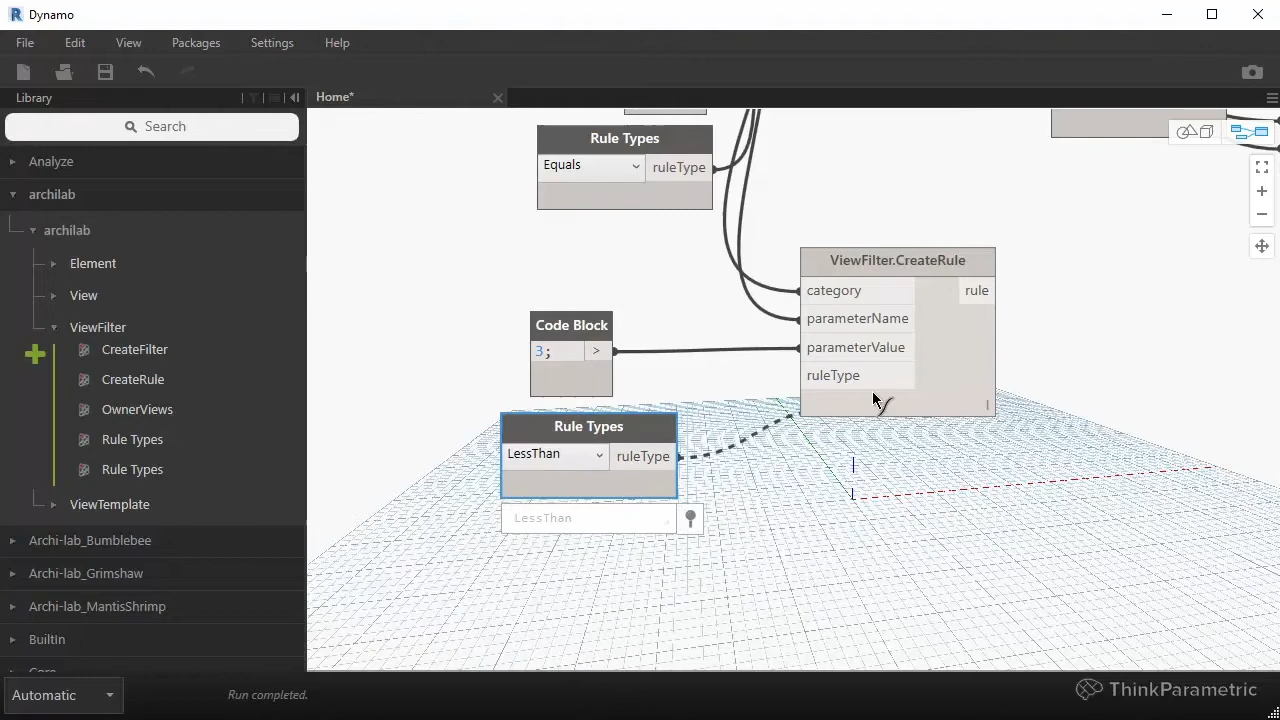 Dynamo
File Edit View Packages Settings Help
Library
Home*
Search
Analyze
archilab
archilab
Element
View
ViewFilter
CreateFilter
CreateRule
OwnerViews
Rule Types
Rule Types
ViewTemplate
Archi-lab_Bumblebee
Archi-lab_Grimshaw
Archi-lab_MantisShrimp
BuiltIn
Core
Rule Types
Equals
ruleType
ViewFilter.CreateRule
category
rule
parameterName
parameterValue
ruleType
Code Block
3;
>
Rule Types
LessThan
ruleType
LessThan
Automatic
Run completed.
ThinkParametric